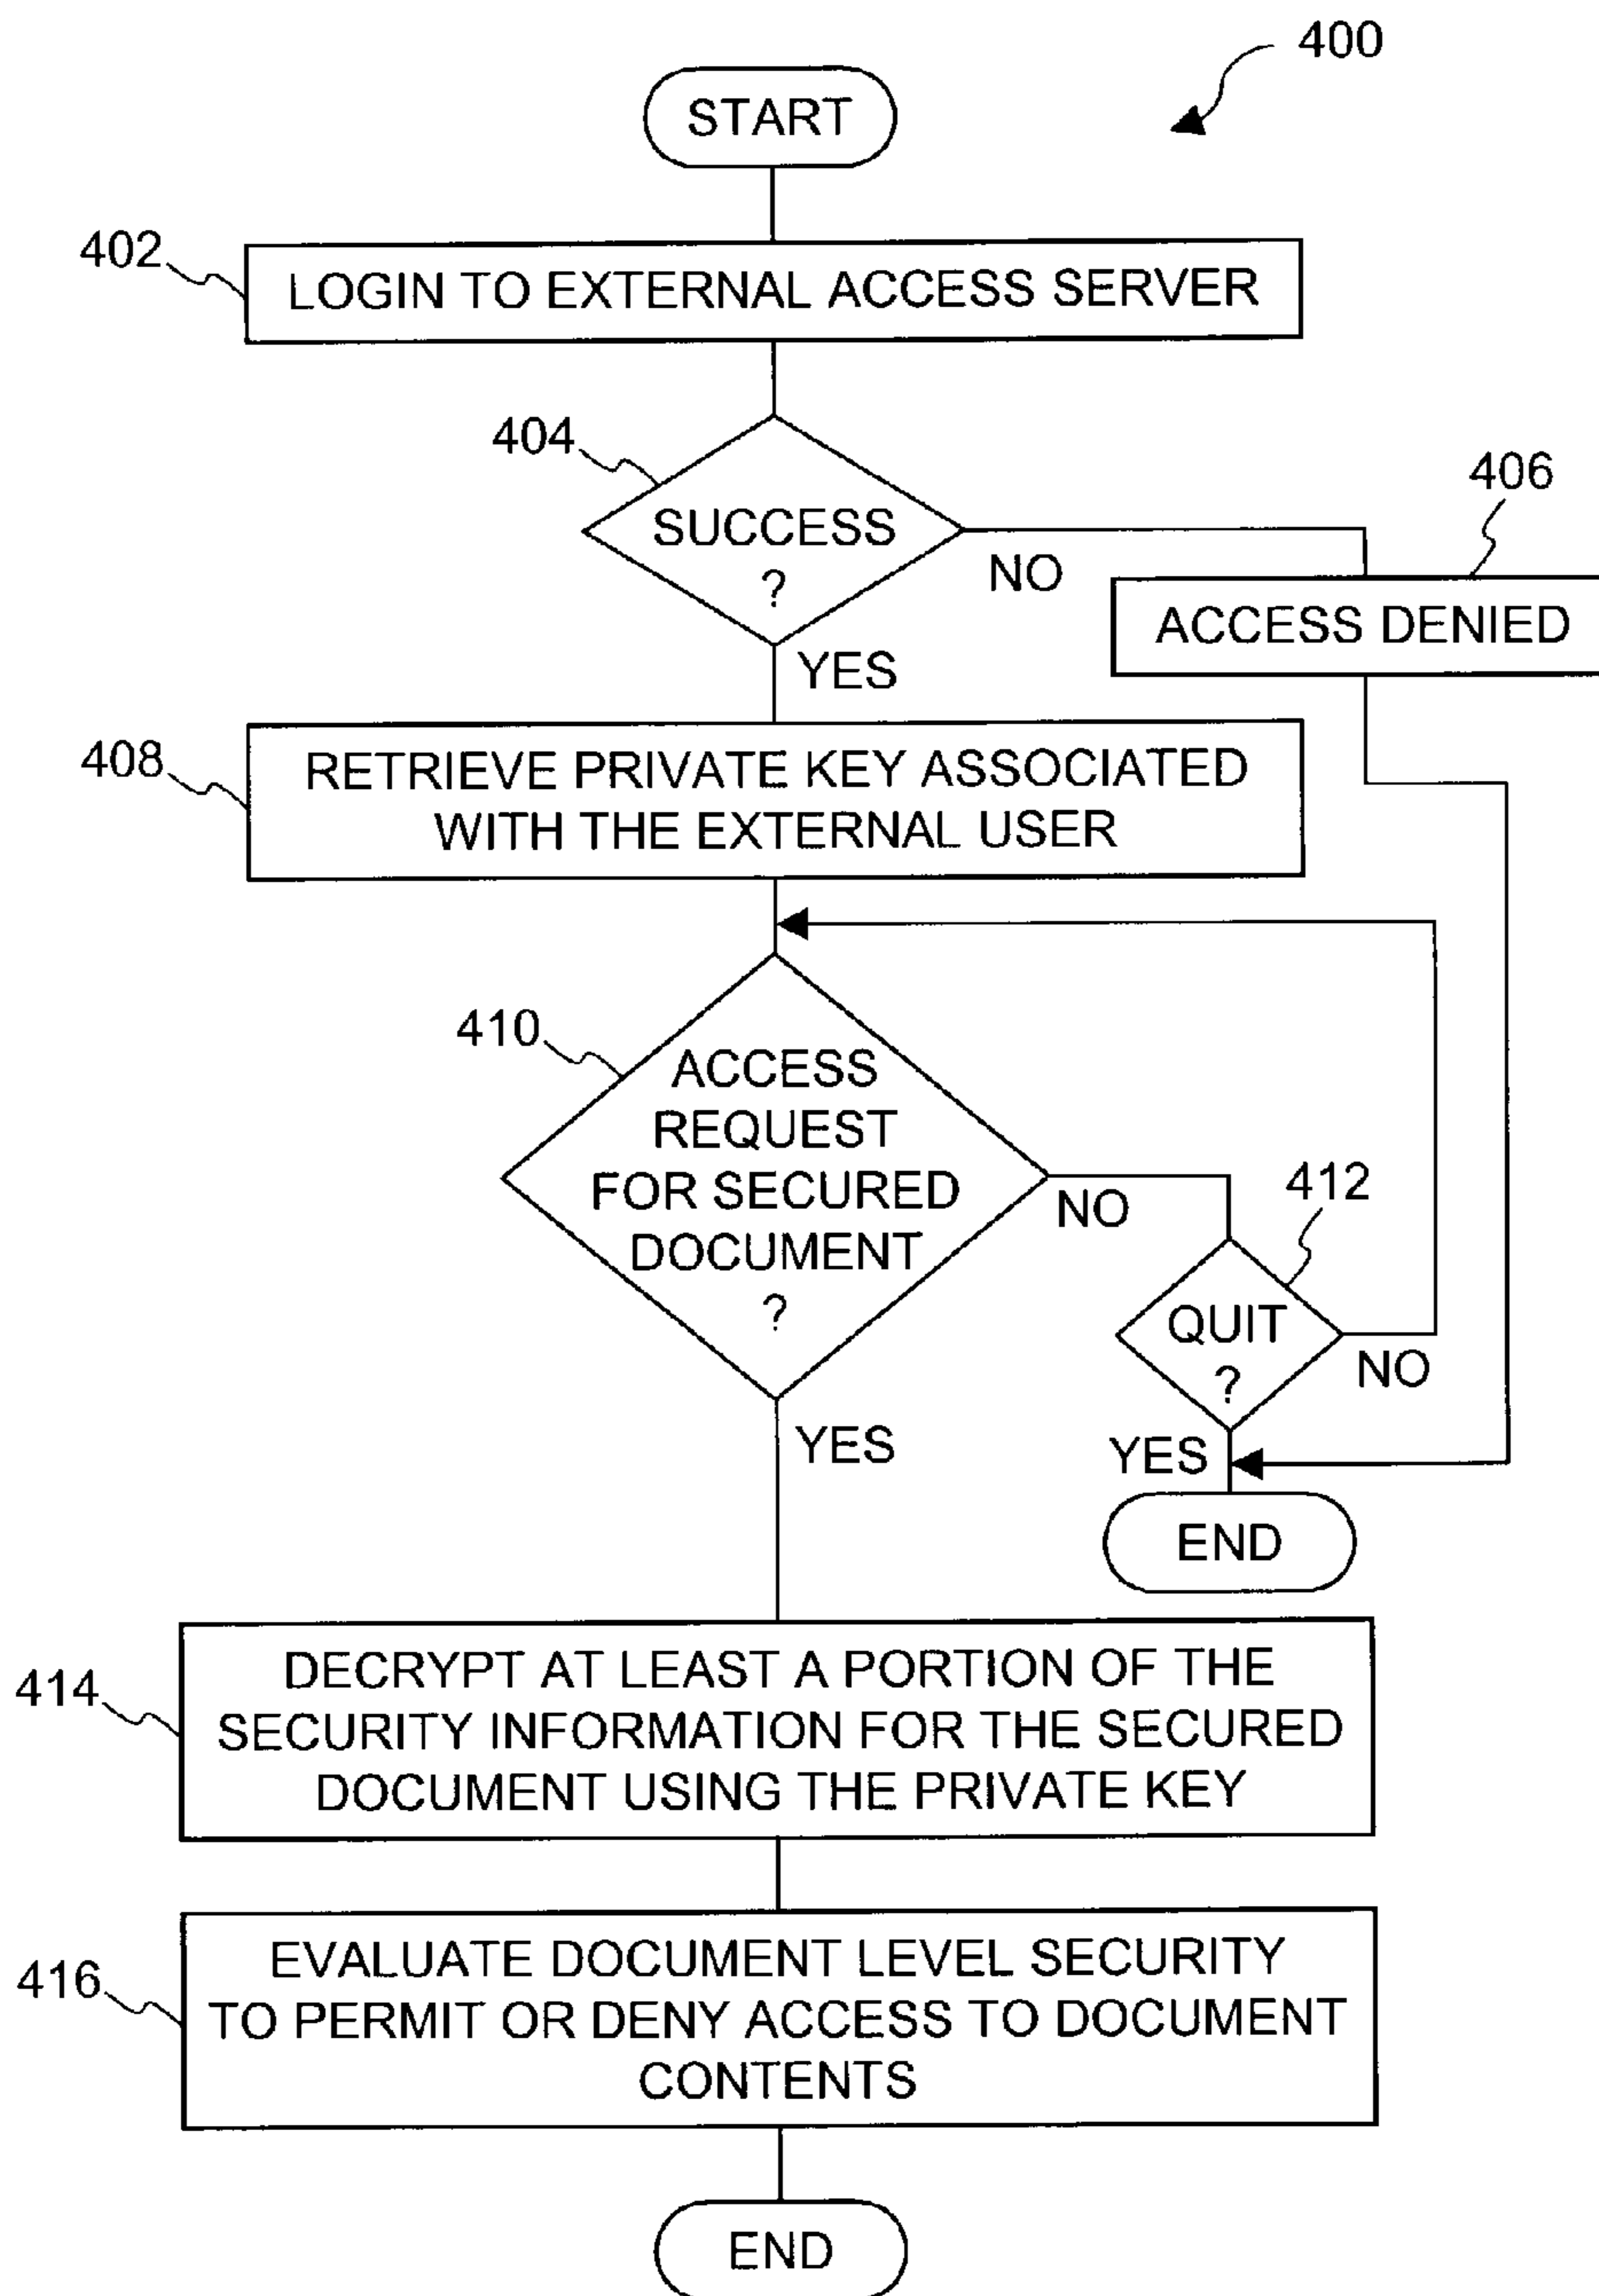 400
START
402
LOGIN TO EXTERNAL ACCESS SERVER
404
SUCCESS
?
NO
406
ACCESS DENIED
YES
408
RETRIEVE PRIVATE KEY ASSOCIATED
WITH THE EXTERNAL USER
410
ACCESS
REQUEST
FOR SECURED
DOCUMENT
?
NO
412
QUIT
?
NO
YES
YES
END
414
DECRYPT AT LEAST A PORTION OF THE
SECURITY INFORMATION FOR THE SECURED
DOCUMENT USING THE PRIVATE KEY
416
EVALUATE DOCUMENT LEVEL SECURITY
TO PERMIT OR DENY ACCESS TO DOCUMENT
CONTENTS
END